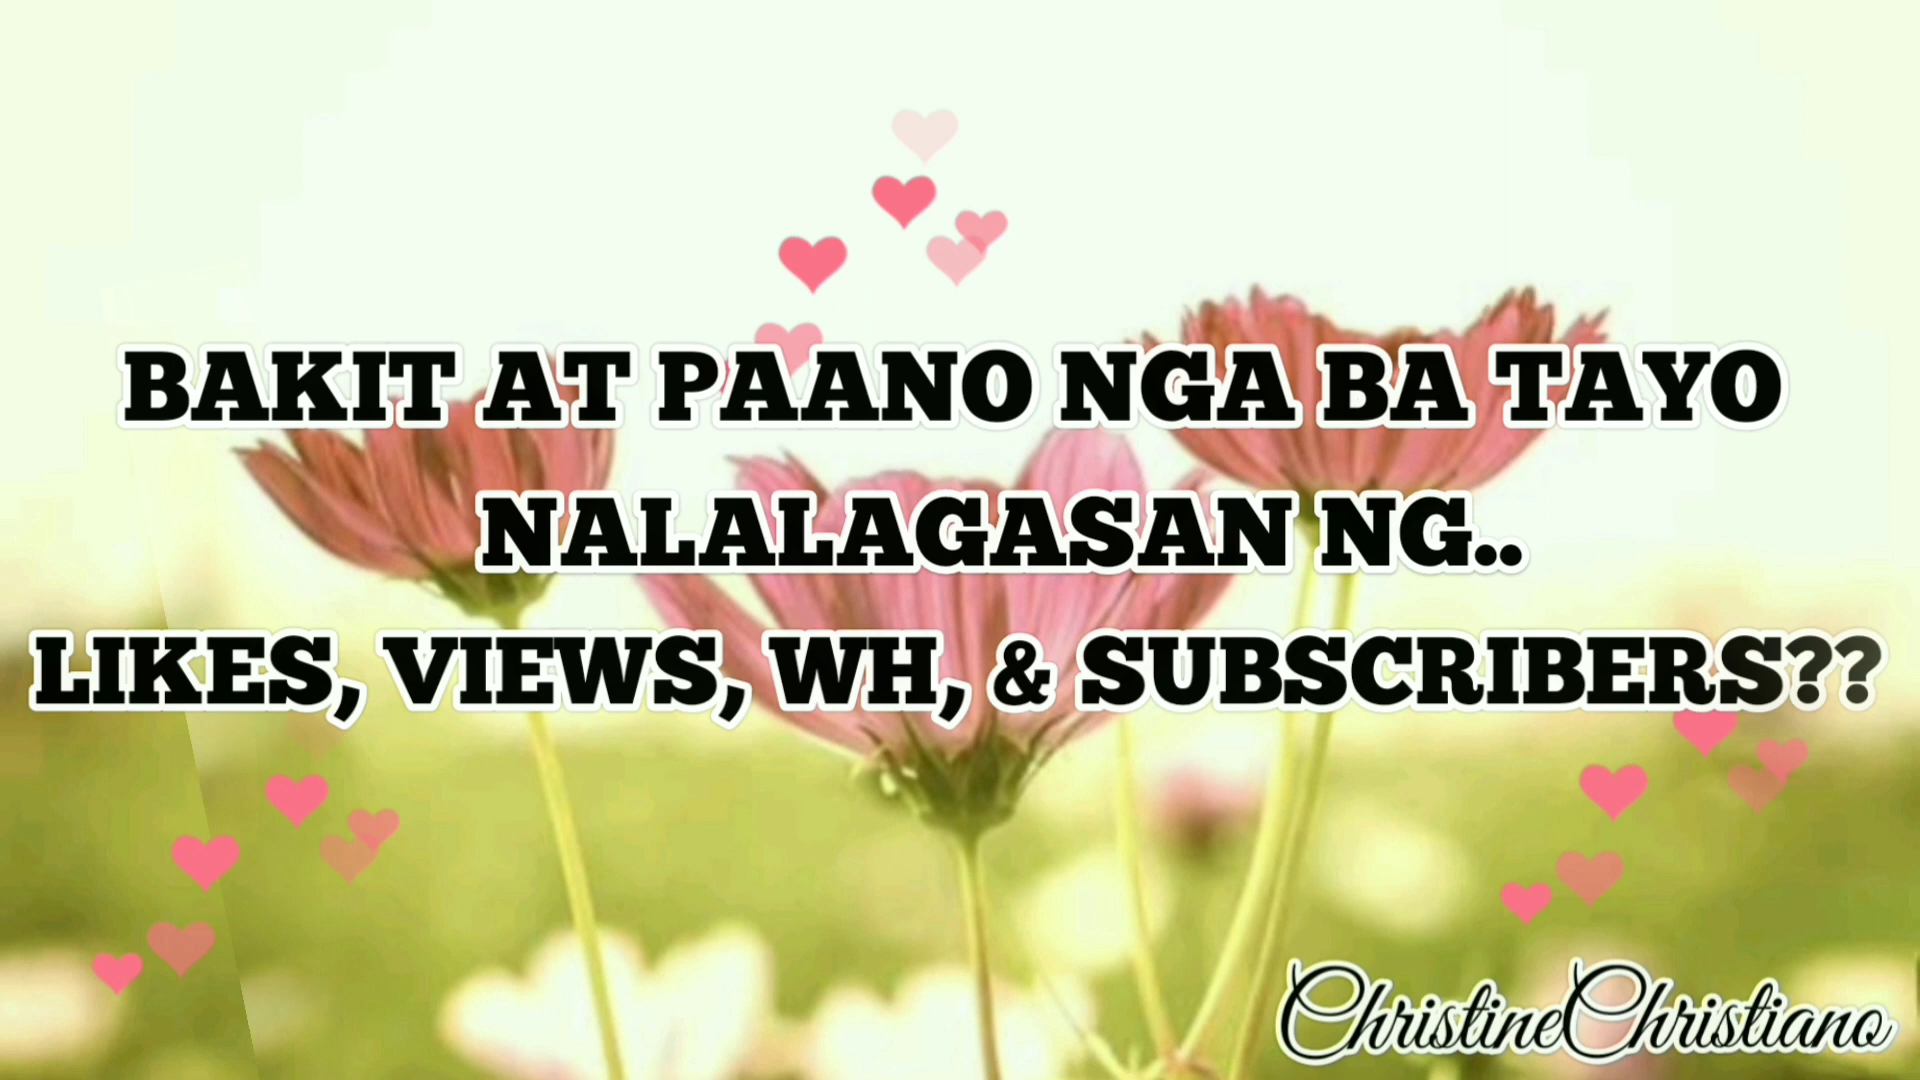 BAKIT AT PAANO NGA BA TAYO
NALALAGASAN NG..
LIKES, VIEWS, WH, & SUBSCRIBERS??
ChristineChristiano